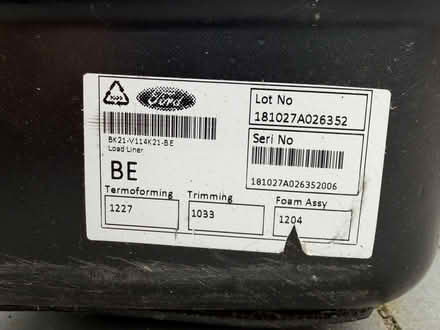 Ford
BK21-V114K21-BE
Load Liner
BE
Lot No
181027A026352
Seri No
181027A026352006
Termoforming
1227
Trimming
1033
Foam Assy
1204